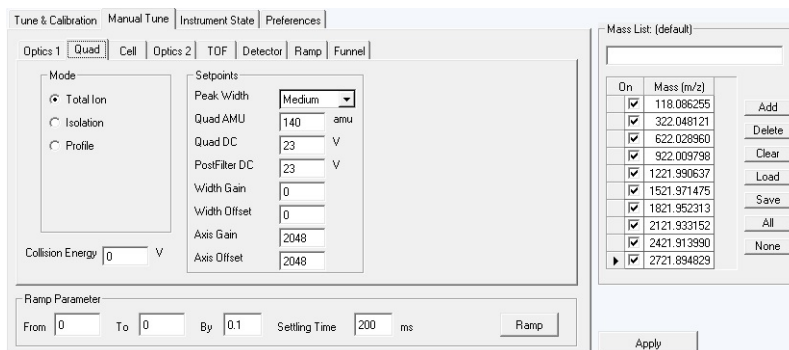 Tune & Calibration Manual Tune Instrument State Preferences
Optics 1 Quad Cell Optics 2 TOF Detector Ramp Funnel
Mode
Total Ion
Isolation
Profile
Collision Energy 0 V
Setpoints
Peak Width Medium
Quad AMU 140 amu
Quad DC 23 V
PostFilter DC 23 V
Width Gain 0
Width Offset 0
Axis Gain 2048
Axis Offset 2048
Ramp Parameter
From 0 To 0 By 0.1 Settling Time 200 ms Ramp
Mass List: (default)
On Mass (m/z)
118.086255
322.048121
622.028960
922.009798
1221.990637
1521.971475
1821.952313
2121.933152
2421.913990
2721.894829
Add
Delete
Clear
Load
Save
All
None
Apply